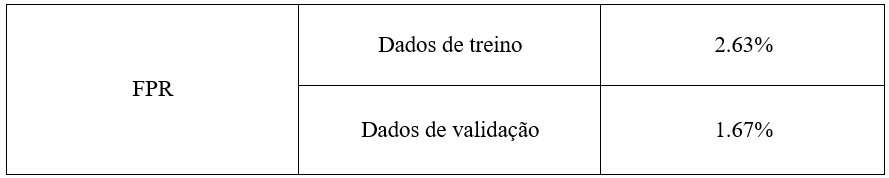 FPR
Dados de treino
2.63%
Dados de validação
1.67%